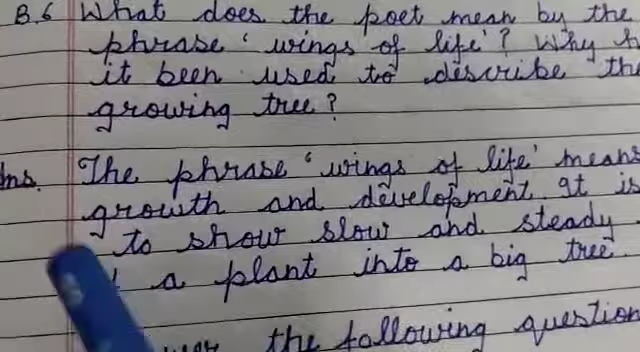 B.6 What does the poet mean by the
phrase 'wings of life'? Why
it been used to describe the
growing tree?
Ans. The phrase 'wings of life' means
growth and development. It is
to show slow and steady
a plant into a big tree.
the following question